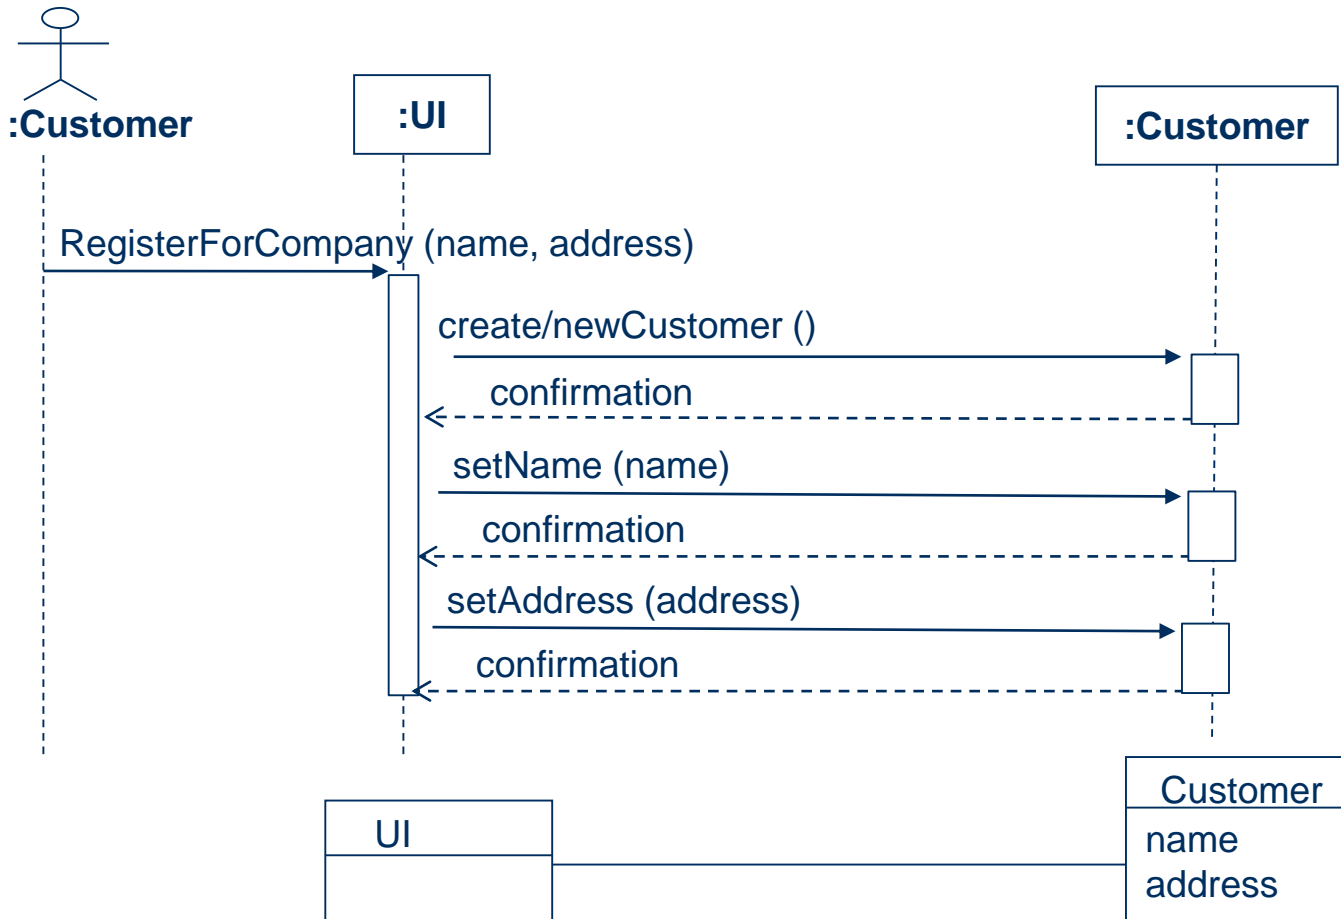 :Customer
:UI
:Customer
RegisterForCompany (name, address)
create/newCustomer ()
confirmation
setName (name)
confirmation
setAddress (address)
confirmation
UI
Customer
name
address